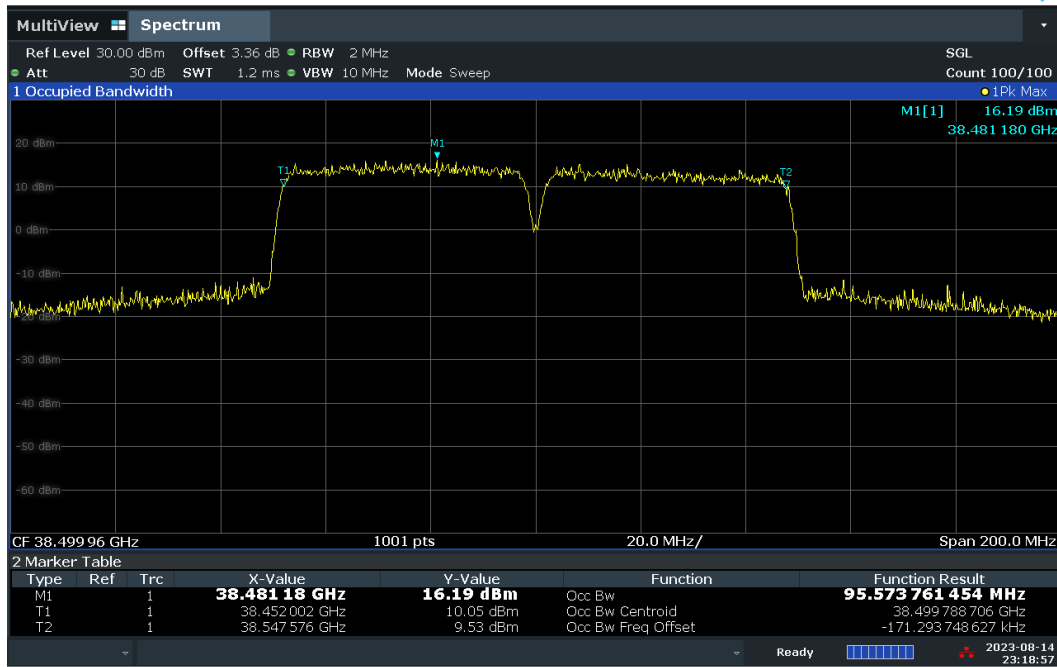 MultiView Spectrum
Ref Level 30.00 dBm Offset 3.36 dB RBW 2 MHz SGL
Att 30 dB SWT 1.2 ms VBW 10 MHz Mode Sweep Count 100/100
1 Occupied Bandwidth 1Pk Max
M1[1] 16.19 dBm
38.481 180 GHz
20 dBm
M1
T1
T2
10 dBm
0 dBm
-10 dBm
-20 dBm
-30 dBm
-40 dBm
-50 dBm
-60 dBm
CF 38.499 96 GHz 1001 pts 20.0 MHz/ Span 200.0 MHz
2 Marker Table
Type Ref Trc X-Value Y-Value Function Function Result
M1 1 38.481 18 GHz 16.19 dBm Occ Bw 95.573 761 454 MHz
T1 1 38.452 002 GHz 10.05 dBm Occ Bw Centroid 38.499 788 706 GHz
T2 1 38.547 576 GHz 9.53 dBm Occ Bw Freq Offset -171.293 748 627 kHz
Ready 2023-08-14
23:18:57